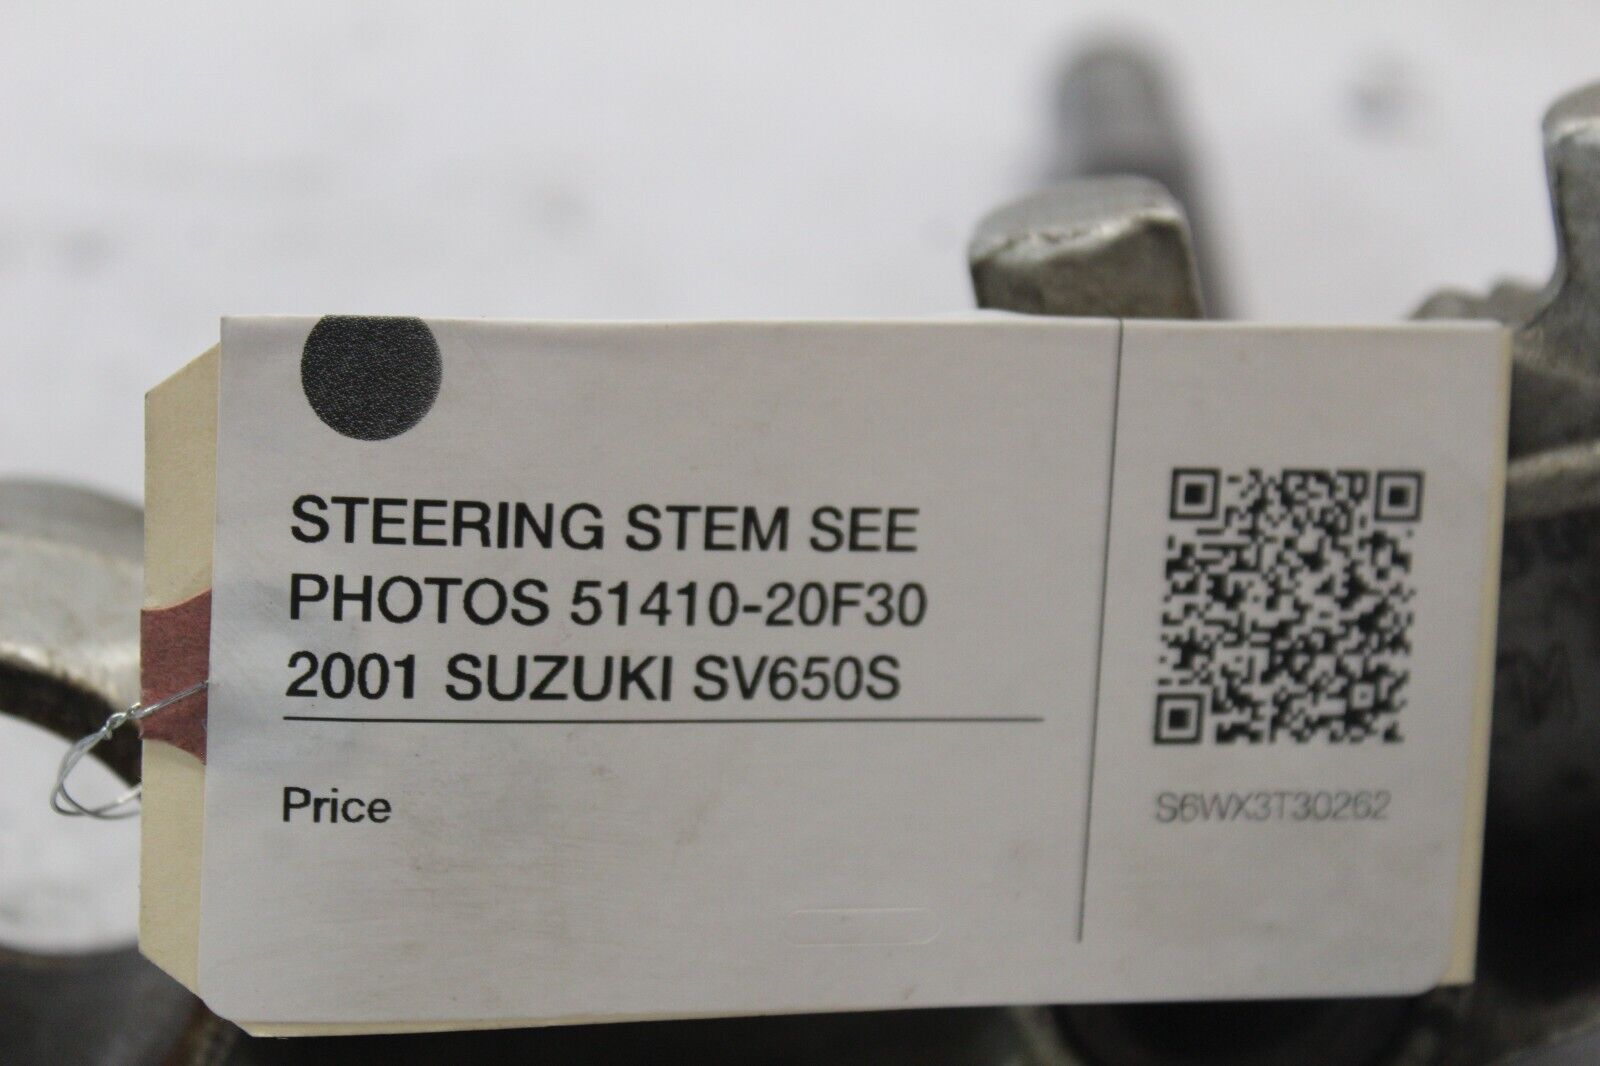 STEERING STEM SEE
PHOTOS 51410-20F30
2001 SUZUKI SV650S
Price
S6WX3T30262